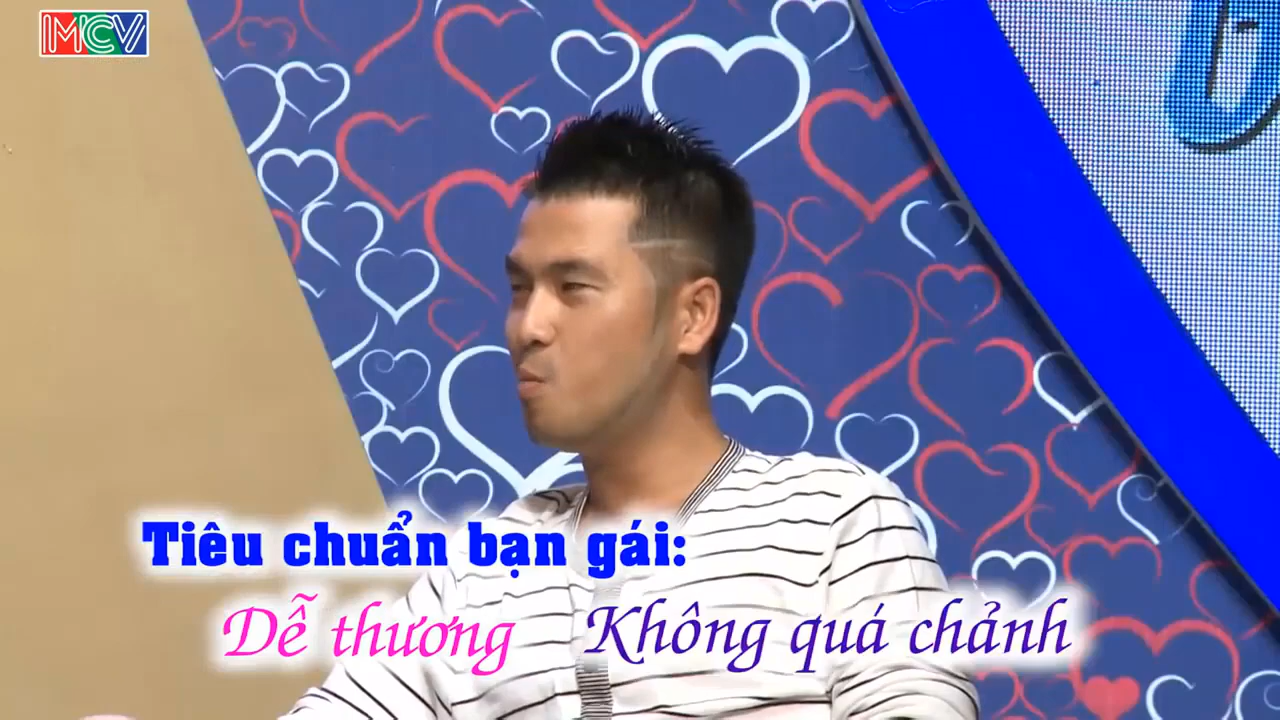 MCV
Tiêu chuẩn bạn gái:
Dễ thương Không quá chảnh